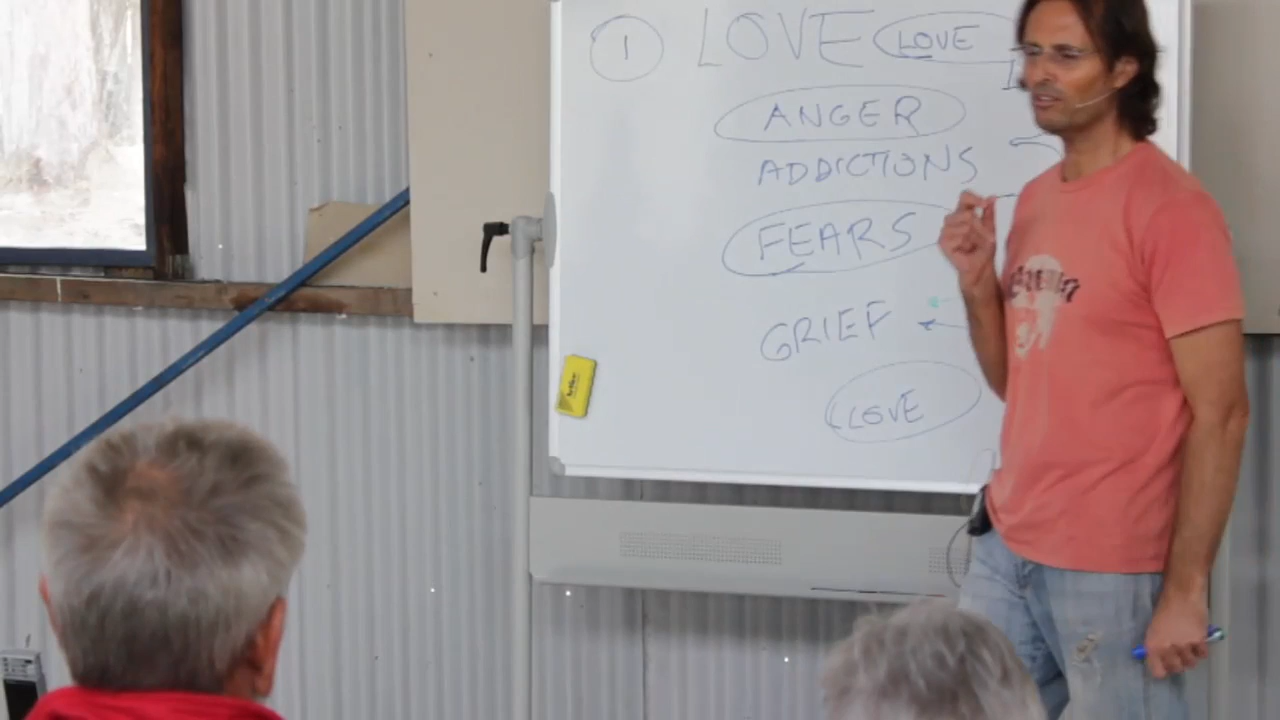 1 LOVE LOVE
ANGER
ADDICTIONS
FEARS
GRIEF
LOVE